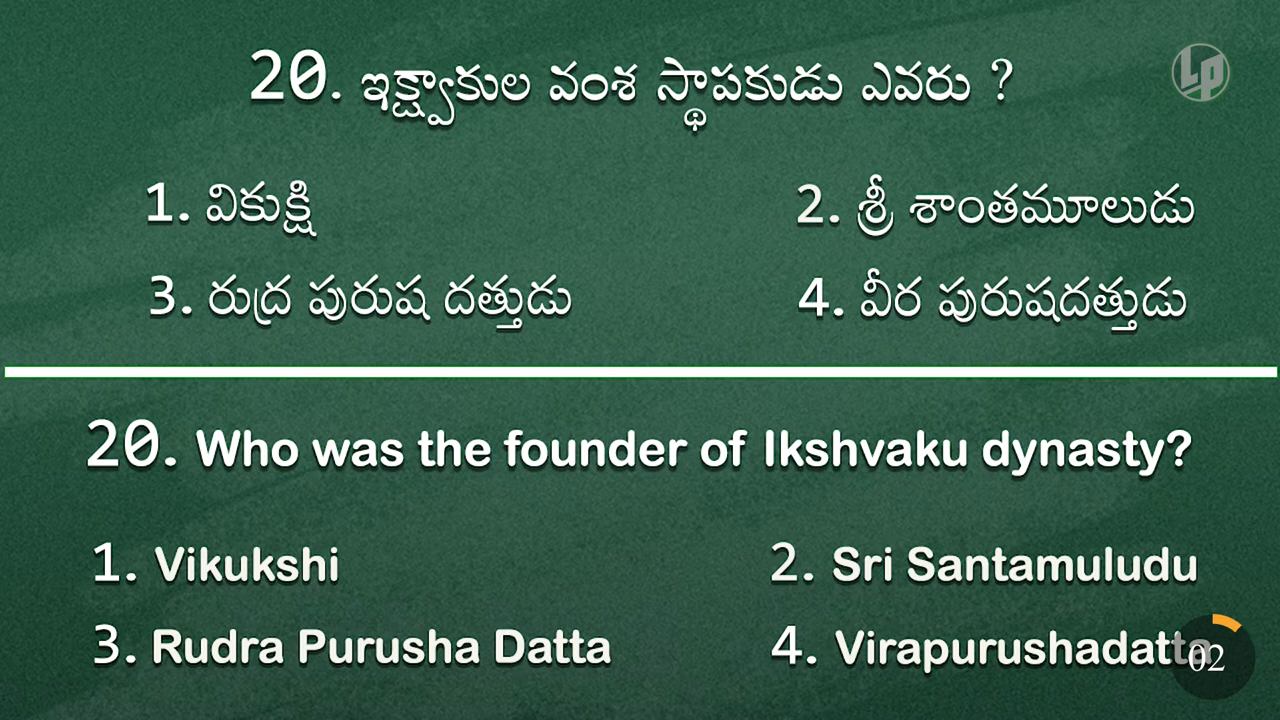 20. ఇక్ష్వాకుల వంశ స్థాపకుడు ఎవరు ?
LP
1. వికుక్షి 2. శ్రీ శాంతమూలుడు
3. రుద్ర పురుష దత్తుడు 4. వీర పురుషదత్తుడు
20. Who was the founder of Ikshvaku dynasty?
1. Vikukshi 2. Sri Santamuludu
3. Rudra Purusha Datta 4. Virapurushadatta
02